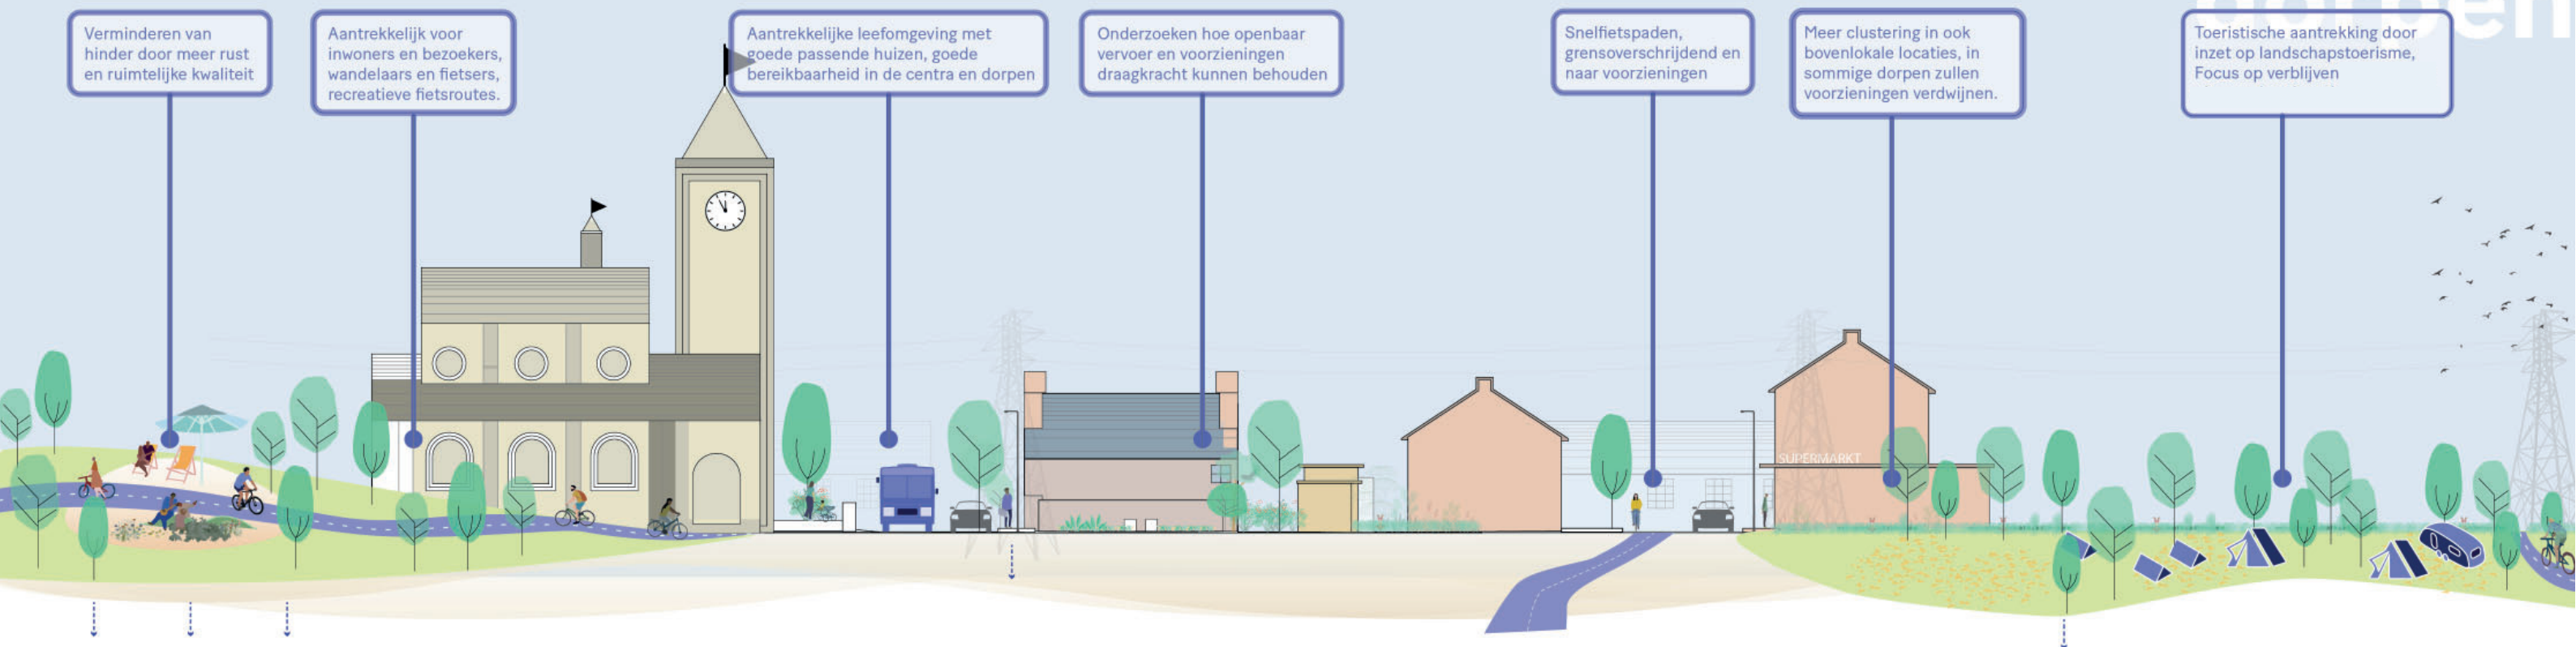 Verminderen van
hinder door meer rust
en ruimtelijke kwaliteit
Aantrekkelijk voor
inwoners en bezoekers,
wandelaars en fietsers,
recreatieve fietsroutes.
Aantrekkelijke leefomgeving met
goede passende huizen, goede
bereikbaarheid in de centra en dorpen
Onderzoeken hoe openbaar
vervoer en voorzieningen
draagkracht kunnen behouden
Snelfietspaden,
grensoverschrijdend en
naar voorzieningen
Meer clustering in ook
bovenlokale locaties, in
sommige dorpen zullen
voorzieningen verdwijnen.
Toeristische aantrekking door
inzet op landschapstoerisme,
Focus op verblijven
SUPERMARKT